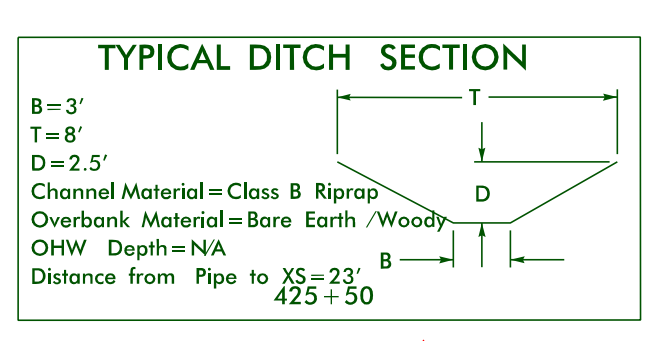 TYPICAL DITCH SECTION
B=3'
T=8'
D=2.5'
Channel Material=Class B Riprap
Overbank Material=Bare Earth /Woody
OHW Depth=N/A
Distance from Pipe to XS=23'
425+50
T
D
B